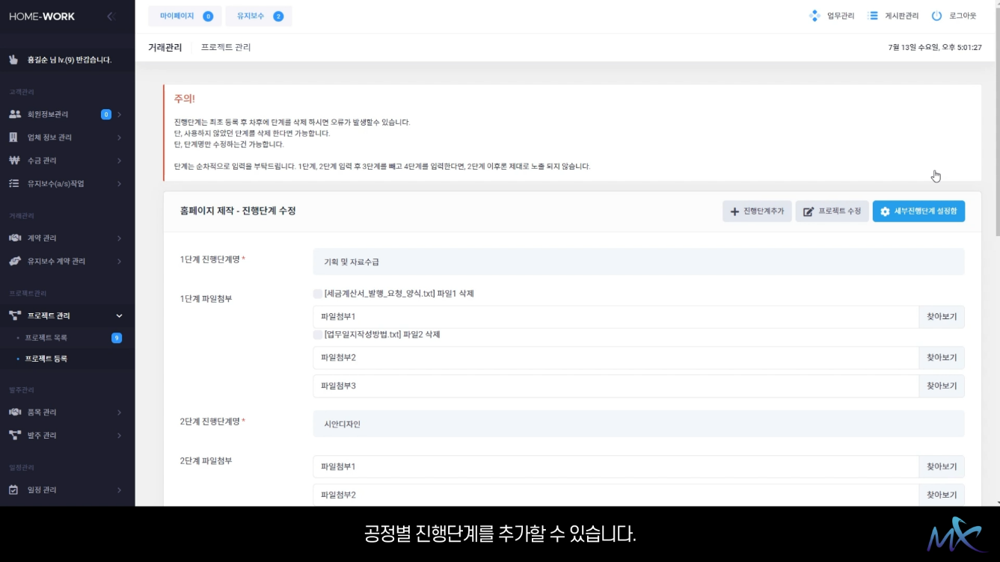 HOME-WORK
마이페이지 0
유지보수 2
업무관리
게시판관리
로그아웃
홍길순 님 lv.(9) 반갑습니다.
거래관리
프로젝트 관리
7월 13일 수요일, 오후 5:01:27
고객관리
회원정보관리 0
업체 정보 관리
수금 관리
유지보수(a/s)작업
거래관리
계약 관리
유지보수 계약 관리
프로젝트관리
프로젝트 관리
프로젝트 목록 9
프로젝트 등록
발주관리
품목 관리
발주 관리
일정관리
일정 관리
주의!
진행단계는 최초 등록 후 차후에 단계를 삭제 하시면 오류가 발생할수 있습니다.
단, 사용하지 않았던 단계를 삭제 한다면 가능합니다.
단, 단계명만 수정하는건 가능합니다.
단계는 순차적으로 입력을 부탁드립니다. 1단계, 2단계 입력 후 3단계를 빼고 4단계를 입력한다면, 2단계 이후론 제대로 노출 되지 않습니다.
홈페이지 제작 - 진행단계 수정
진행단계추가
프로젝트 수정
세부진행단계 설정함
1단계 진행단계명 *
기획 및 자료수급
1단계 파일첨부
[세금계산서_발행_요청_양식.txt] 파일1 삭제
파일첨부1 찾아보기
[업무일지작성방법.txt] 파일2 삭제
파일첨부2 찾아보기
파일첨부3 찾아보기
2단계 진행단계명 *
시안디자인
2단계 파일첨부
파일첨부1 찾아보기
파일첨부2 찾아보기
공정별 진행단계를 추가할 수 있습니다.
MX